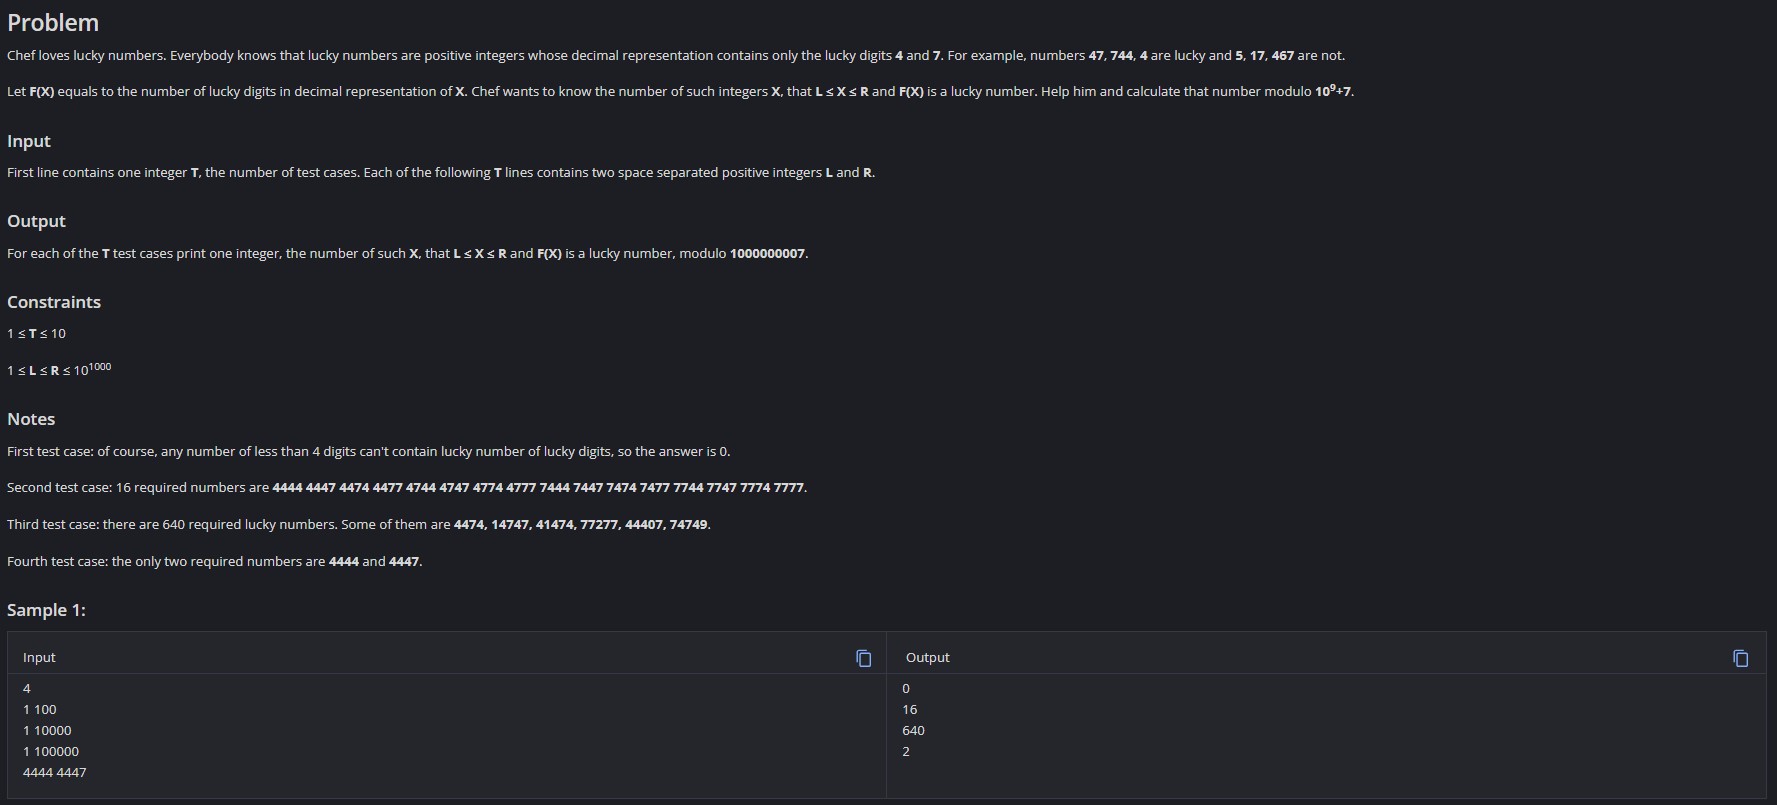 Problem
Chef loves lucky numbers. Everybody knows that lucky numbers are positive integers whose decimal representation contains only the lucky digits 4 and 7. For example, numbers 47, 744, 4 are lucky and 5, 17, 467 are not.
Let F(X) equals to the number of lucky digits in decimal representation of X. Chef wants to know the number of such integers X, that L ≤ X ≤ R and F(X) is a lucky number. Help him and calculate that number modulo 10⁹+7.
Input
First line contains one integer T, the number of test cases. Each of the following T lines contains two space separated positive integers L and R.
Output
For each of the T test cases print one integer, the number of such X, that L ≤ X ≤ R and F(X) is a lucky number, modulo 1000000007.
Constraints
1 ≤ T ≤ 10
1 ≤ L ≤ R ≤ 10¹⁰⁰⁰
Notes
First test case: of course, any number of less than 4 digits can't contain lucky number of lucky digits, so the answer is 0.
Second test case: 16 required numbers are 4444 4447 4474 4477 4744 4747 4774 4777 7444 7447 7474 7477 7744 7747 7774 7777.
Third test case: there are 640 required lucky numbers. Some of them are 4474, 14747, 41474, 77277, 44407, 74749.
Fourth test case: the only two required numbers are 4444 and 4447.
Sample 1:
Input
Output
4
1 100
1 10000
1 100000
4444 4447
0
16
640
2